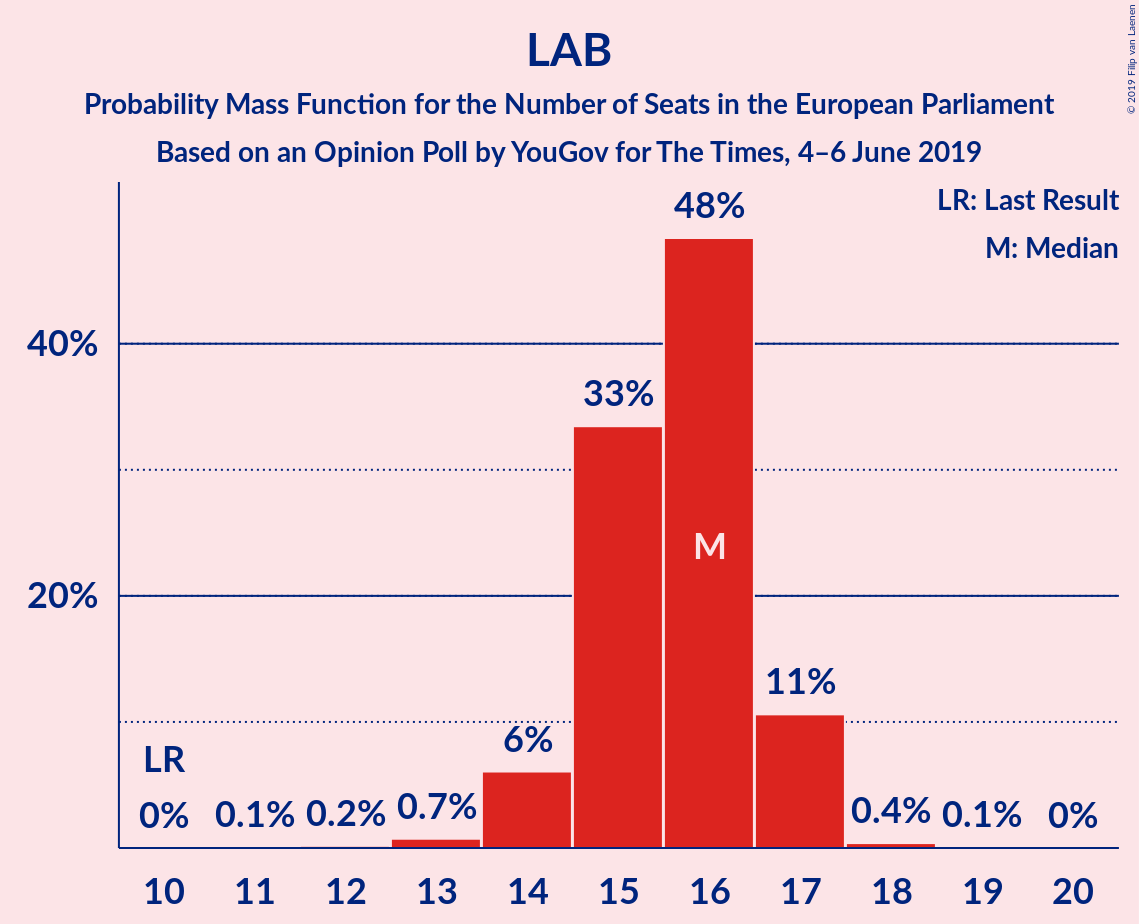 LAB
Probability Mass Function for the Number of Seats in the European Parliament
Based on an Opinion Poll by YouGov for The Times, 4–6 June 2019
© 2019 Filip van Laenen
LR: Last Result
M: Median
48%
40%
33%
M
20%
11%
6%
LR
0% 0.1% 0.2% 0.7% 0.4% 0.1% 0%
10 11 12 13 14 15 16 17 18 19 20